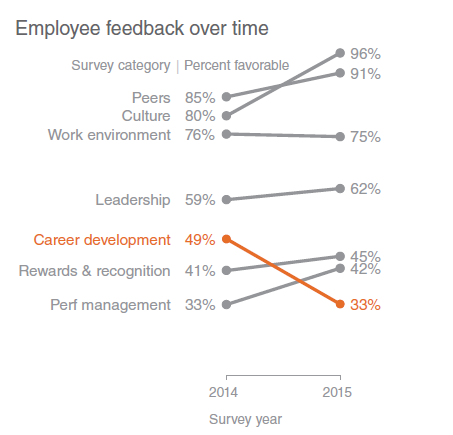 Employee feedback over time
Survey category | Percent favorable
96%
91%
Peers 85%
Culture 80%
Work environment 76%
75%
Leadership 59%
62%
Career development 49%
Rewards & recognition 41%
45%
42%
Perf management 33%
33%
2014 2015
Survey year